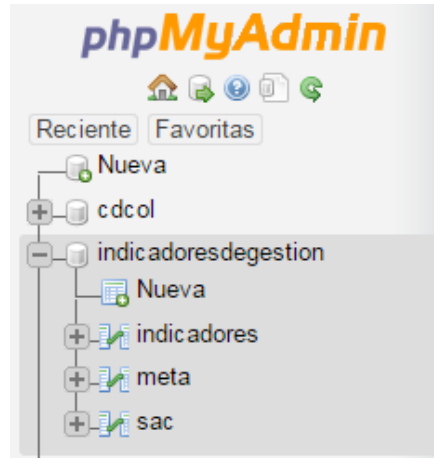 phpMyAdmin
Reciente Favoritas
Nueva
cdcol
indicadoresdegestion
Nueva
indicadores
meta
sac